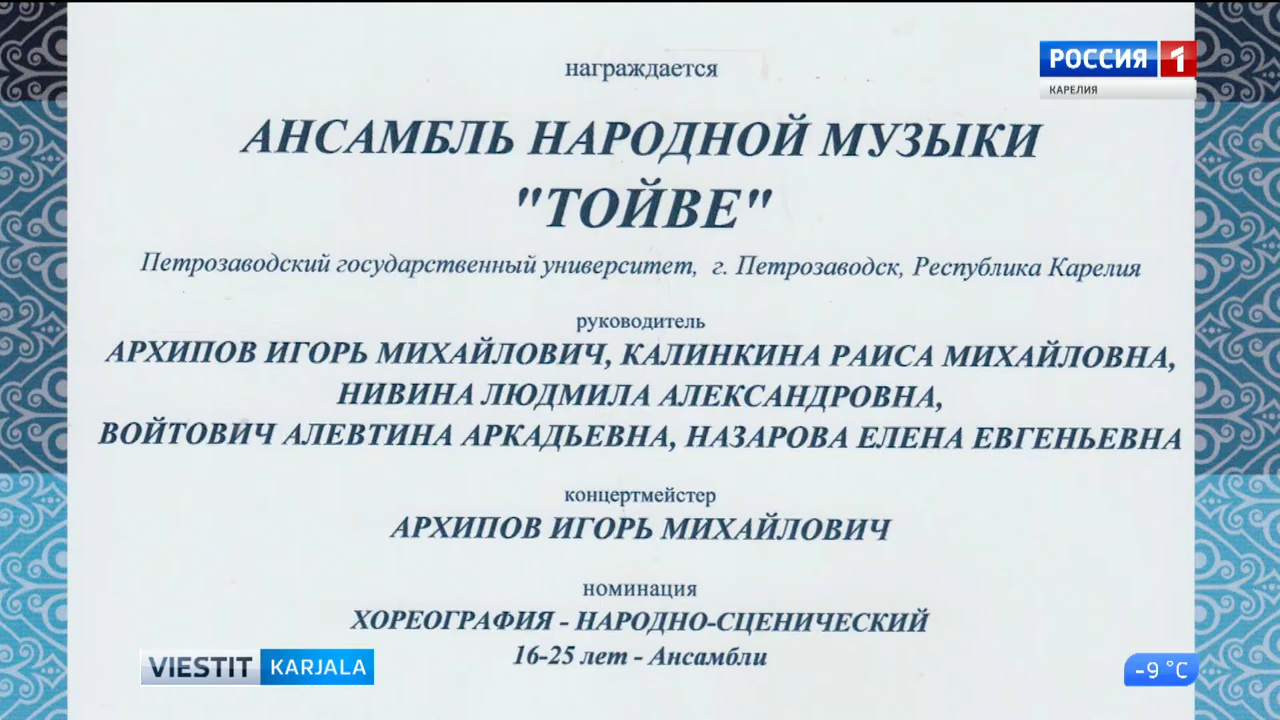 награждается
АНСАМБЛЬ НАРОДНОЙ МУЗЫКИ
"ТОЙВЕ"
Петрозаводский государственный университет, г. Петрозаводск, Республика Карелия
руководитель
АРХИПОВ ИГОРЬ МИХАЙЛОВИЧ, КАЛИНКИНА РАИСА МИХАЙЛОВНА,
НИВИНА ЛЮДМИЛА АЛЕКСАНДРОВНА,
ВОЙТОВИЧ АЛЕВТИНА АРКАДЬЕВНА, НАЗАРОВА ЕЛЕНА ЕВГЕНЬЕВНА
концертмейстер
АРХИПОВ ИГОРЬ МИХАЙЛОВИЧ
номинация
ХОРЕОГРАФИЯ - НАРОДНО-СЦЕНИЧЕСКИЙ
16-25 лет - Ансамбли
РОССИЯ 1
КАРЕЛИЯ
VIESTIT KARJALA
-9 °C